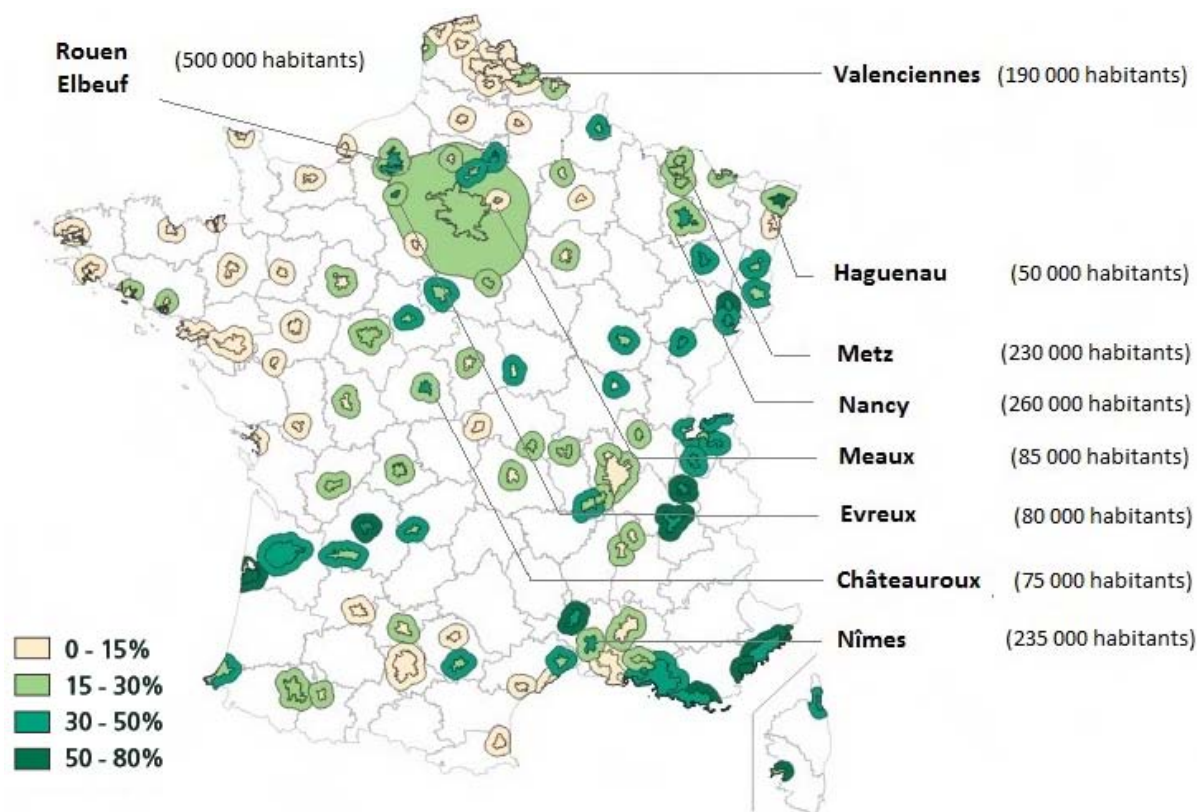 Rouen (500 000 habitants)
Elbeuf
Valenciennes (190 000 habitants)
Haguenau (50 000 habitants)
Metz (230 000 habitants)
Nancy (260 000 habitants)
Meaux (85 000 habitants)
Evreux (80 000 habitants)
Châteauroux (75 000 habitants)
Nîmes (235 000 habitants)
0 - 15%
15 - 30%
30 - 50%
50 - 80%